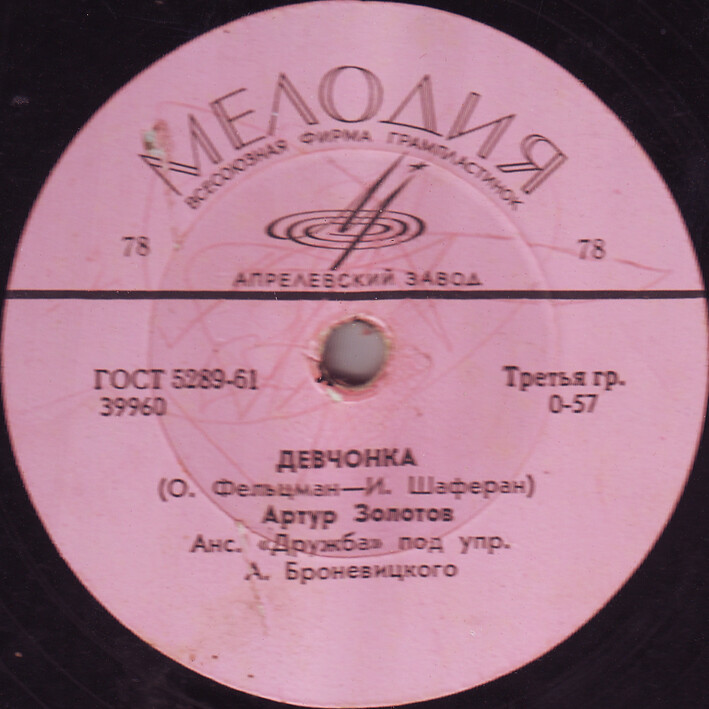 МЕЛОДИЯ
ВСЕСОЮЗНАЯ ФИРМА ГРАМПЛАСТИНОК
78 78
АПРЕЛЕВСКИЙ ЗАВОД
ГОСТ 5289-61 Третья гр.
39960 0-57
ДЕВЧОНКА
(О. Фельцман—И. Шаферан)
Артур Золотов
Анс. «Дружба» под упр.
А. Броневицкого